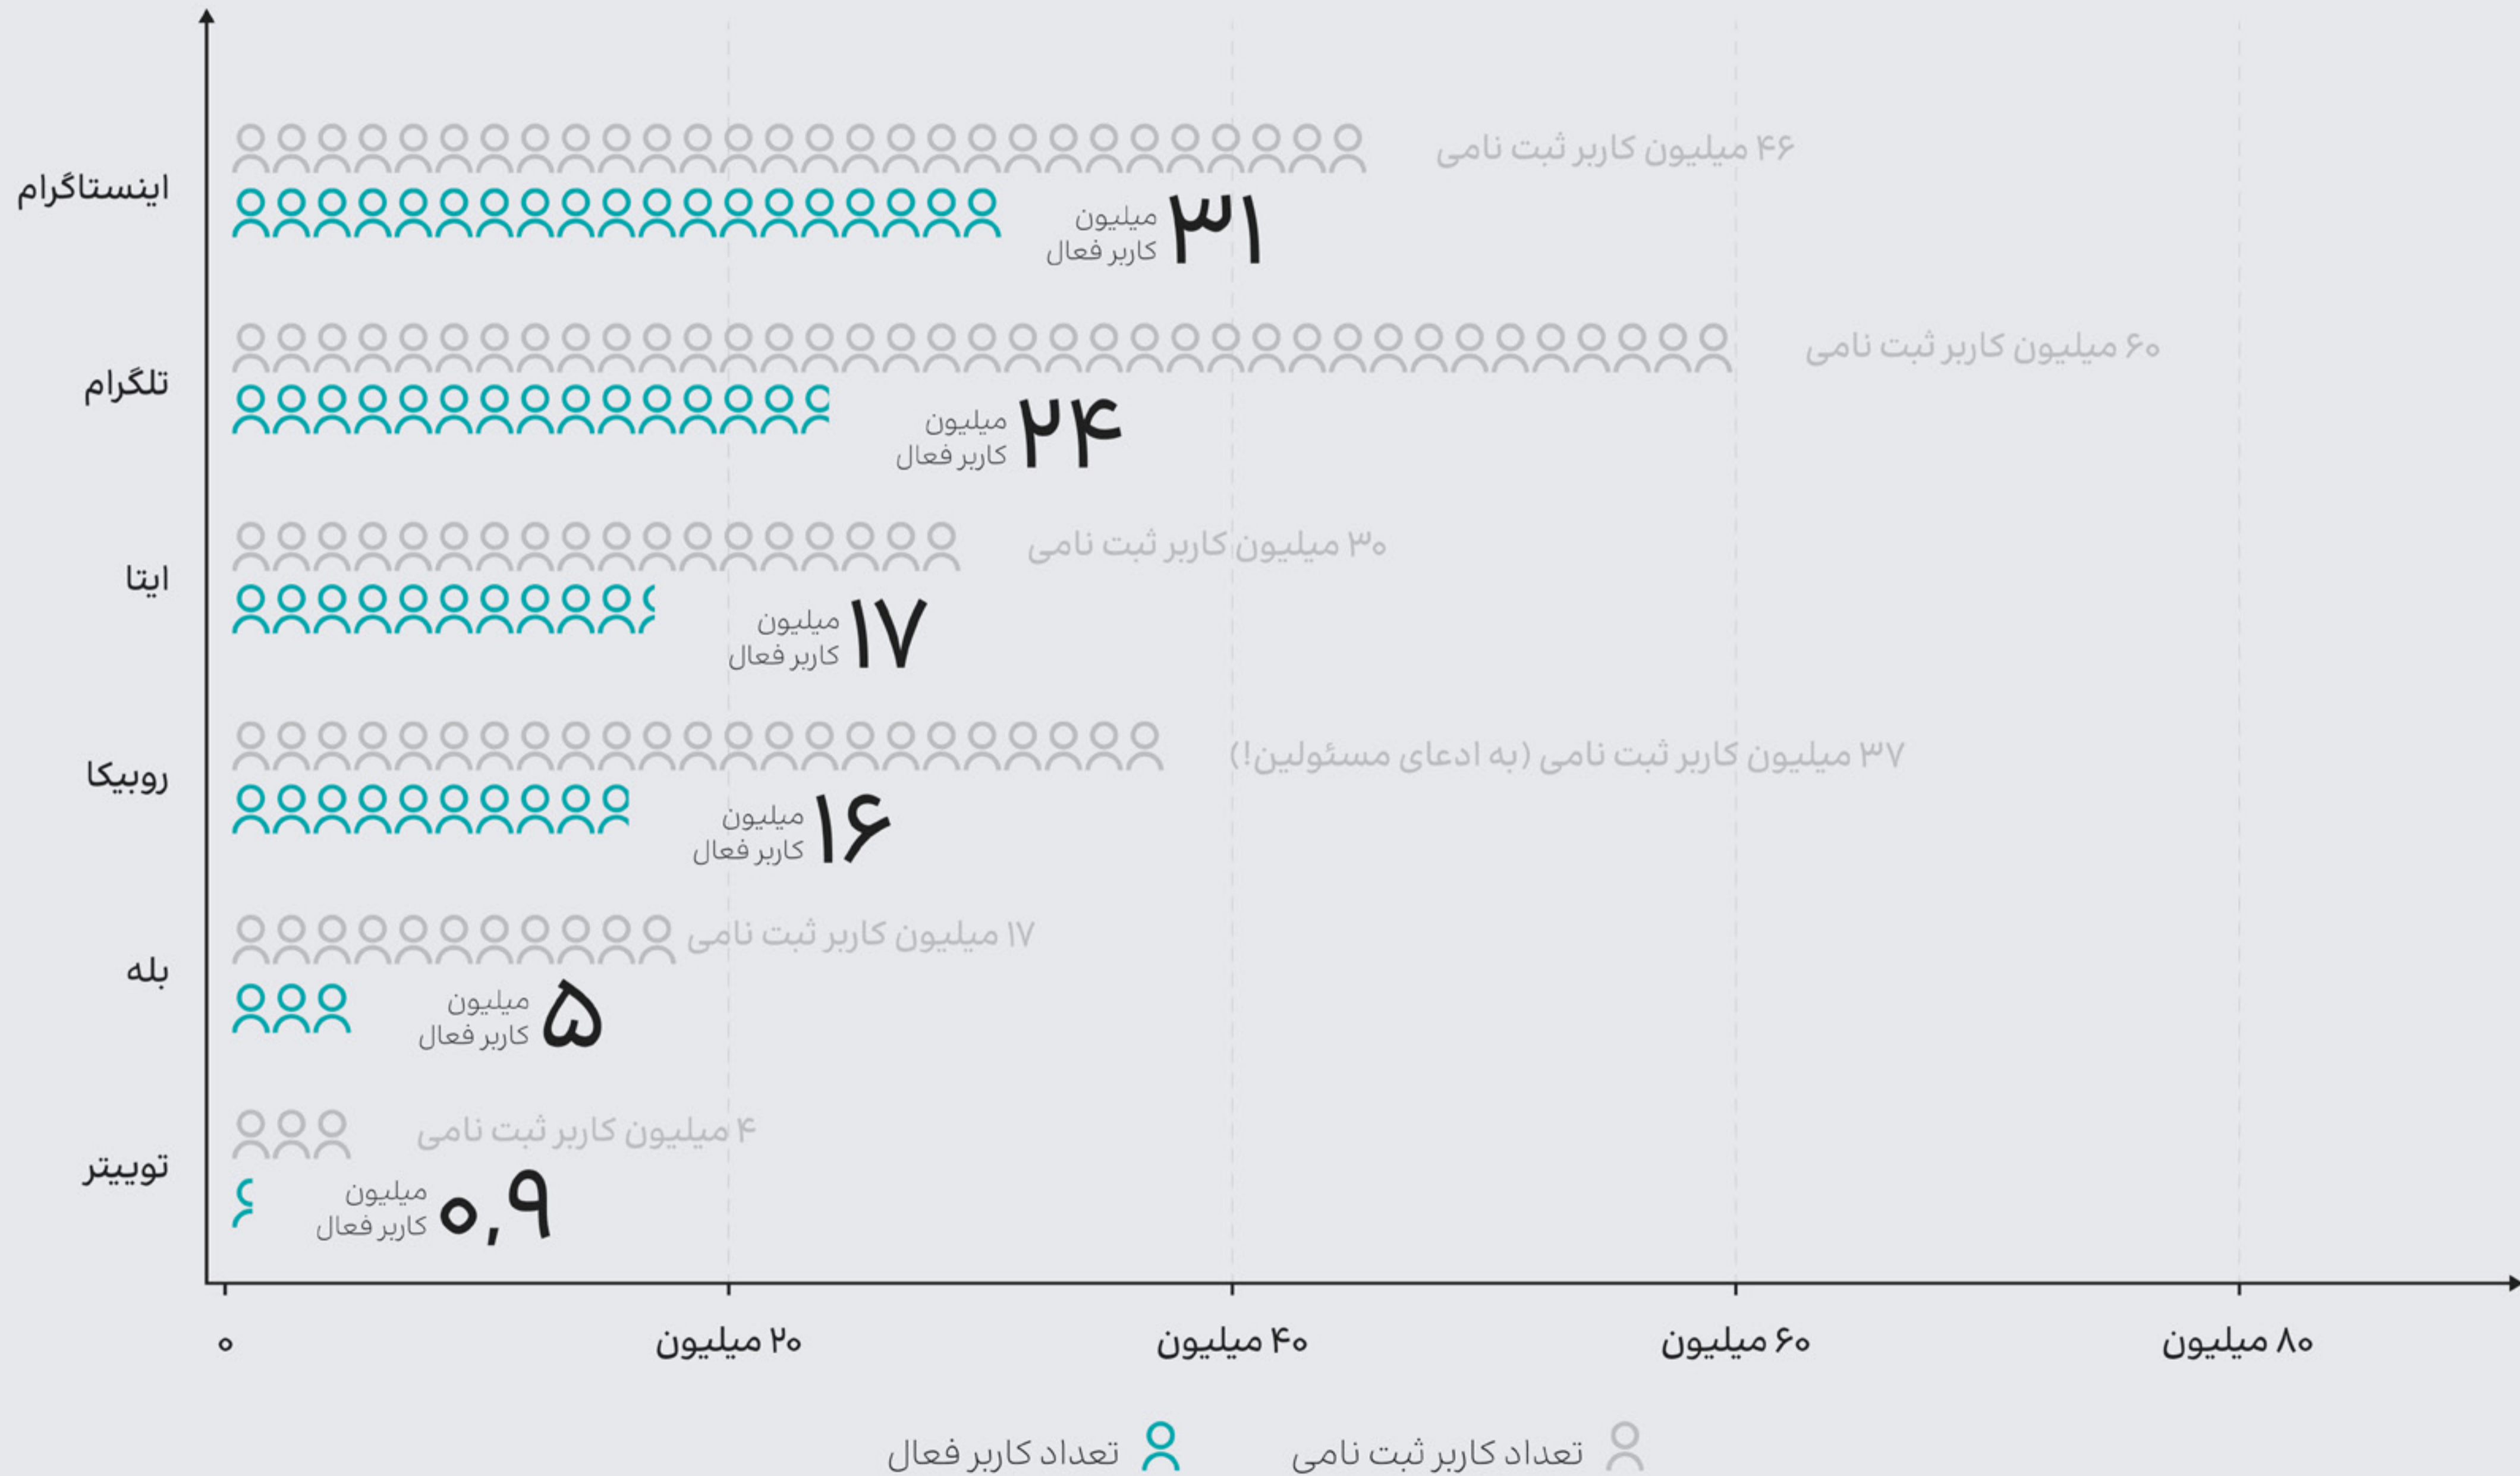 ۴۶ میلیون کاربر ثبت نامی
اینستاگرام
۳۱
میلیون
کاربر فعال
۶۰ میلیون کاربر ثبت نامی
تلگرام
۲۴
میلیون
کاربر فعال
۳۰ میلیون کاربر ثبت نامی
ایتا
۱۷
میلیون
کاربر فعال
۳۷ میلیون کاربر ثبت نامی (به ادعای مسئولین!)
روبیکا
۱۶
میلیون
کاربر فعال
۱۷ میلیون کاربر ثبت نامی
بله
۵
میلیون
کاربر فعال
۴ میلیون کاربر ثبت نامی
توییتر
۰,۹
میلیون
کاربر فعال
۰
۲۰ میلیون
۴۰ میلیون
۶۰ میلیون
۸۰ میلیون
تعداد کاربر ثبت نامی
تعداد کاربر فعال